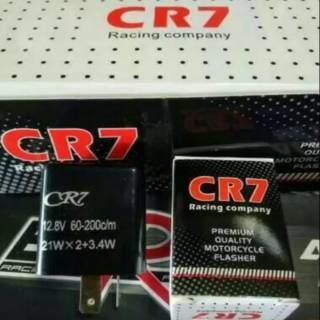 CR7
Racing company
CR7
Racing
CR7
12.8V 60-200c/m
21W×2+3.4W
CR7
Racing company
PREMIUM
QUALITY
MOTORCYCLE
FLASHER